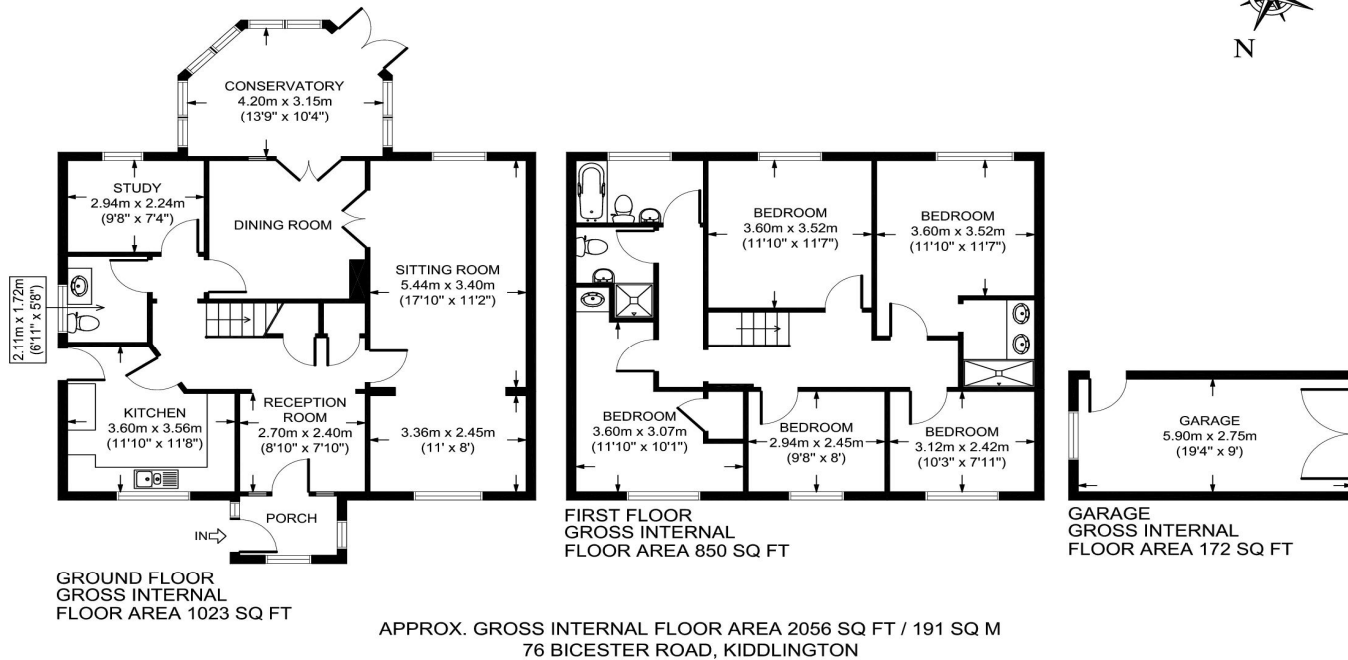 N
CONSERVATORY
4.20m x 3.15m
(13'9" x 10'4")
STUDY
2.94m x 2.24m
(9'8" x 7'4")
DINING ROOM
2.11m x 1.72m
(6'11" x 5'8")
SITTING ROOM
5.44m x 3.40m
(17'10" x 11'2")
KITCHEN
3.60m x 3.56m
(11'10" x 11'8")
RECEPTION
ROOM
2.70m x 2.40m
(8'10" x 7'10")
3.36m x 2.45m
(11' x 8')
PORCH
IN
GROUND FLOOR
GROSS INTERNAL
FLOOR AREA 1023 SQ FT
BEDROOM
3.60m x 3.52m
(11'10" x 11'7")
BEDROOM
3.60m x 3.52m
(11'10" x 11'7")
BEDROOM
3.60m x 3.07m
(11'10" x 10'1")
BEDROOM
2.94m x 2.45m
(9'8" x 8')
BEDROOM
3.12m x 2.42m
(10'3" x 7'11")
FIRST FLOOR
GROSS INTERNAL
FLOOR AREA 850 SQ FT
GARAGE
5.90m x 2.75m
(19'4" x 9')
GARAGE
GROSS INTERNAL
FLOOR AREA 172 SQ FT
APPROX. GROSS INTERNAL FLOOR AREA 2056 SQ FT / 191 SQ M
76 BICESTER ROAD, KIDDLINGTON